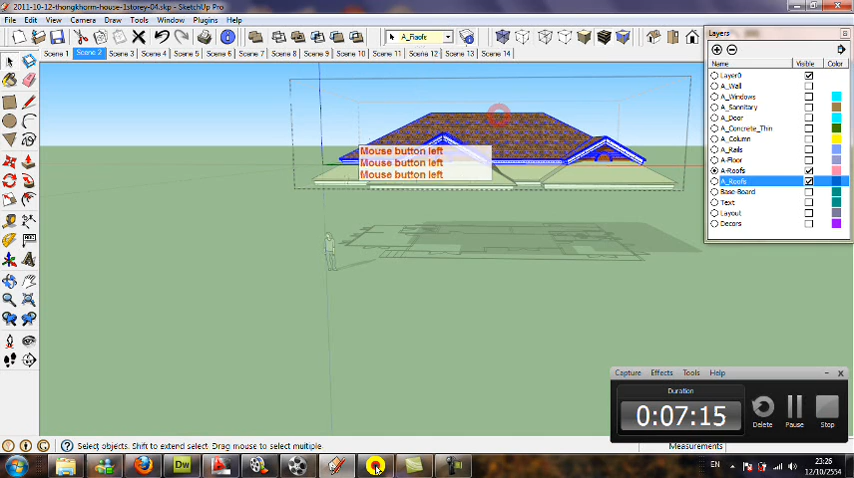 2011-10-12-thongkhorm-house-1storey-04.skp - SketchUp Pro
File Edit View Camera Draw Tools Window Plugins Help
A_Roofs
Scene 1 Scene 2 Scene 3 Scene 4 Scene 5 Scene 6 Scene 7 Scene 8 Scene 9 Scene 10 Scene 11 Scene 12 Scene 13 Scene 14
Layers
Name Visible Color
Layer0
A_Wall
A_Windows
A_Sannitary
A_Door
A_Concrete_Thin
A_Column
A_Rails
A-Floor
A-Roofs
A_Roofs
Base-Board
Text
Layout
Decors
Mouse button left
Mouse button left
Mouse button left
Capture Effects Tools Help
Duration
0:07:15
Delete Pause Stop
Select objects. Shift to extend select. Drag mouse to select multiple.
Measurements
Dw
EN
23:26
12/10/2554